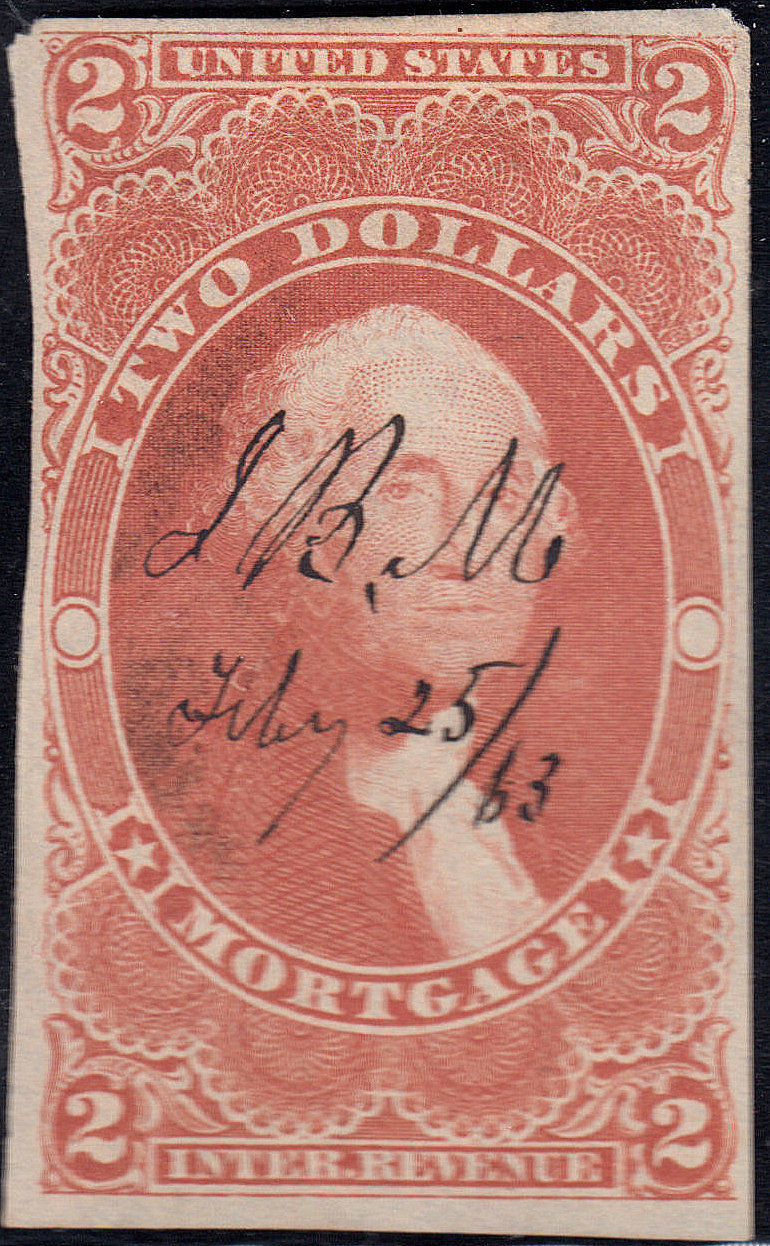 2 UNITED STATES 2
TWO DOLLARS
I B. M
Feby 25/63
MORTGAGE
2 INTER. REVENUE 2